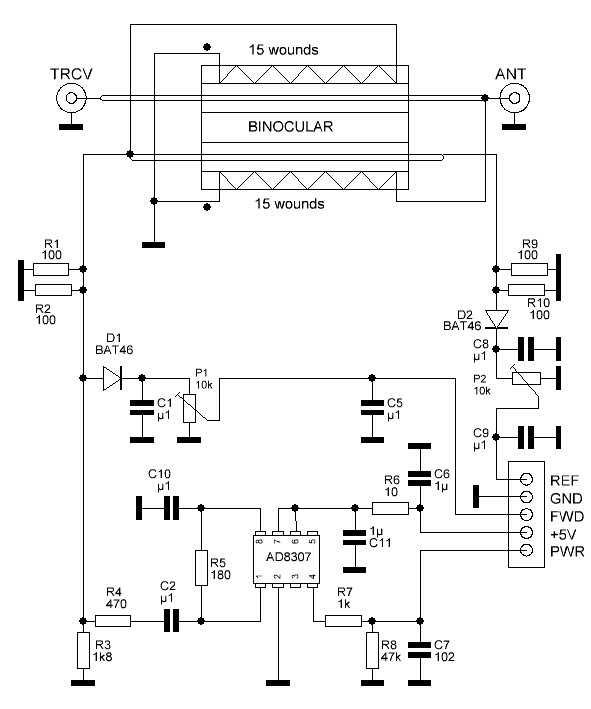 15 wounds
TRCV
ANT
BINOCULAR
15 wounds
R1
100
R9
100
R2
100
R10
100
D1
BAT46
D2
BAT46
C8
µ1
P1
10k
P2
10k
C1
µ1
C5
µ1
C9
µ1
C10
µ1
R6
10
C6
1µ
REF
GND
FWD
+5V
PWR
1µ
C11
8 7 6 5
AD8307
1 2 3 4
R5
180
R4
470
C2
µ1
R7
1k
R3
1k8
R8
47k
C7
102